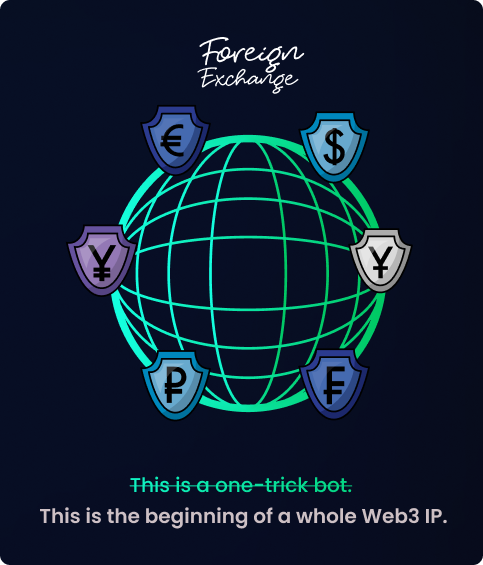 Foreign
Exchange
€ $
¥ Y
₽ ₣
This is a one-trick bot.
This is the beginning of a whole Web3 IP.